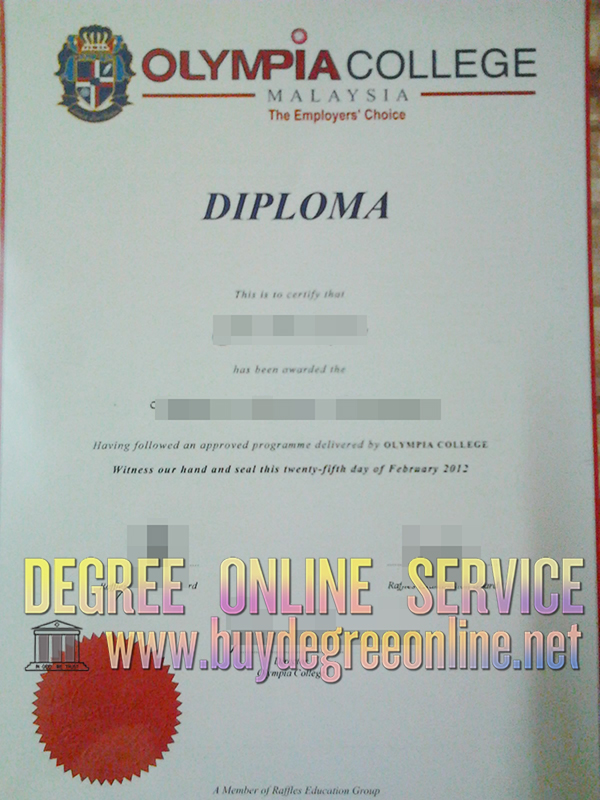 OLYMPIA COLLEGE
MALAYSIA
The Employers' Choice
DIPLOMA
This is to certify that
has been awarded the
Having followed an approved programme delivered by OLYMPIA COLLEGE
Witness our hand and seal this twenty-fifth day of February 2012
DEGREE ONLINE SERVICE
www.buydegreeonline.net
Olympia College
A Member of Raffles Education Group